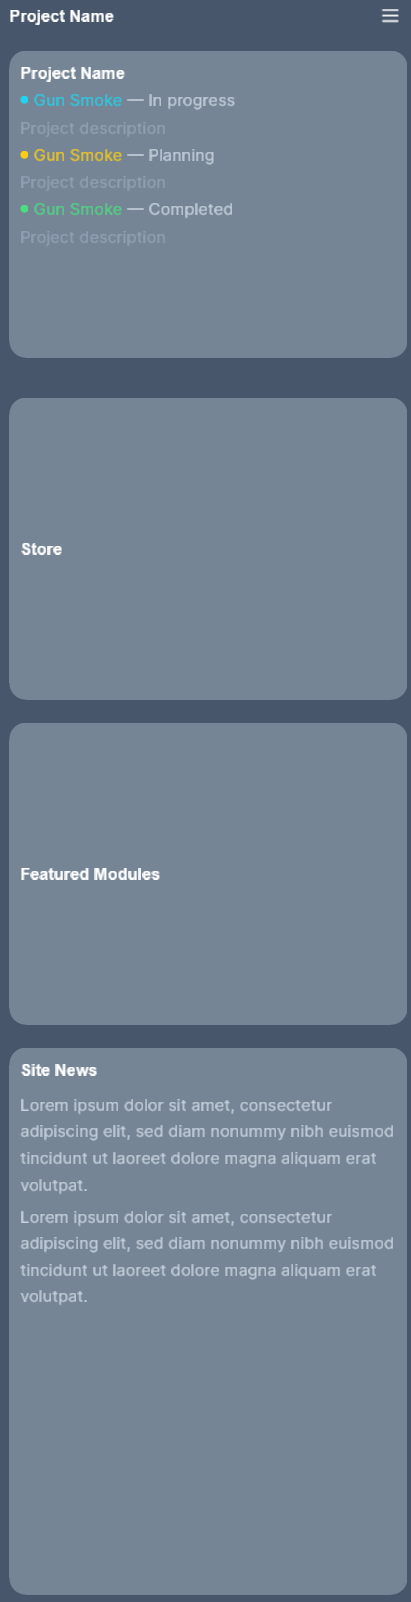 Project Name
Project Name
Gun Smoke — In progress
Project description
Gun Smoke — Planning
Project description
Gun Smoke — Completed
Project description
Store
Featured Modules
Site News
Lorem ipsum dolor sit amet, consectetur
adipiscing elit, sed diam nonummy nibh euismod
tincidunt ut laoreet dolore magna aliquam erat
volutpat.
Lorem ipsum dolor sit amet, consectetur
adipiscing elit, sed diam nonummy nibh euismod
tincidunt ut laoreet dolore magna aliquam erat
volutpat.